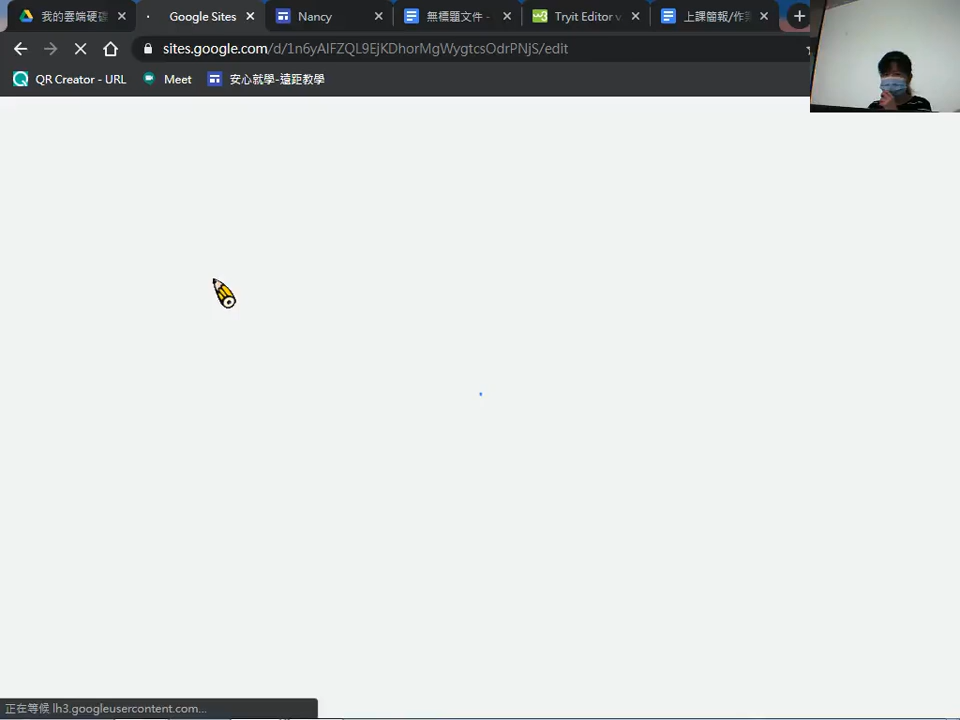 我的雲端硬碟
Google Sites
Nancy
無標題文件 -
Tryit Editor v
上課簡報/作業
sites.google.com/d/1n6yAlFZQL9EjKDhorMgWygtcsOdrPNjS/edit
QR Creator - URL
Meet
安心就學-遠距教學
正在等候 lh3.googleusercontent.com...